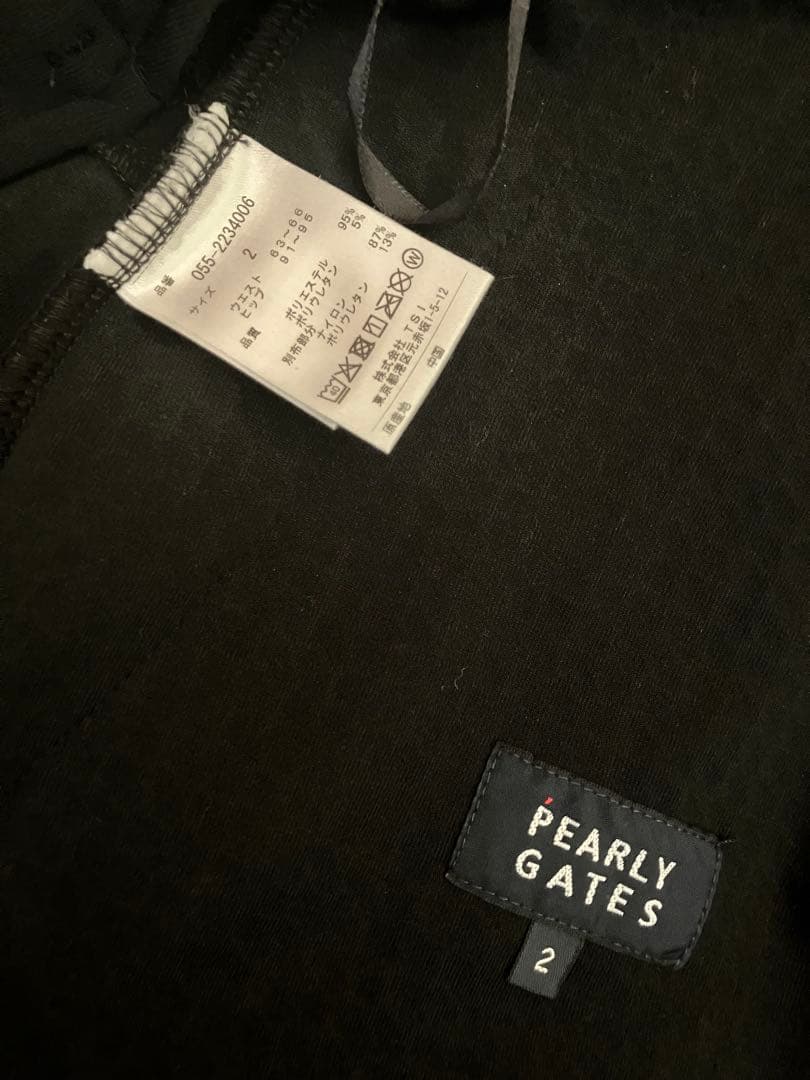 品番 055-2234006
サイズ 2
ウエスト 63~66
ヒップ 91~95
品質 ポリエステル 95%
ポリウレタン 5%
別布部分 ナイロン 87%
ポリウレタン 13%
40 W
株式会社 TSI
東京都港区元赤坂1-5-12
原産地 中国
PEARLY
GATES
2